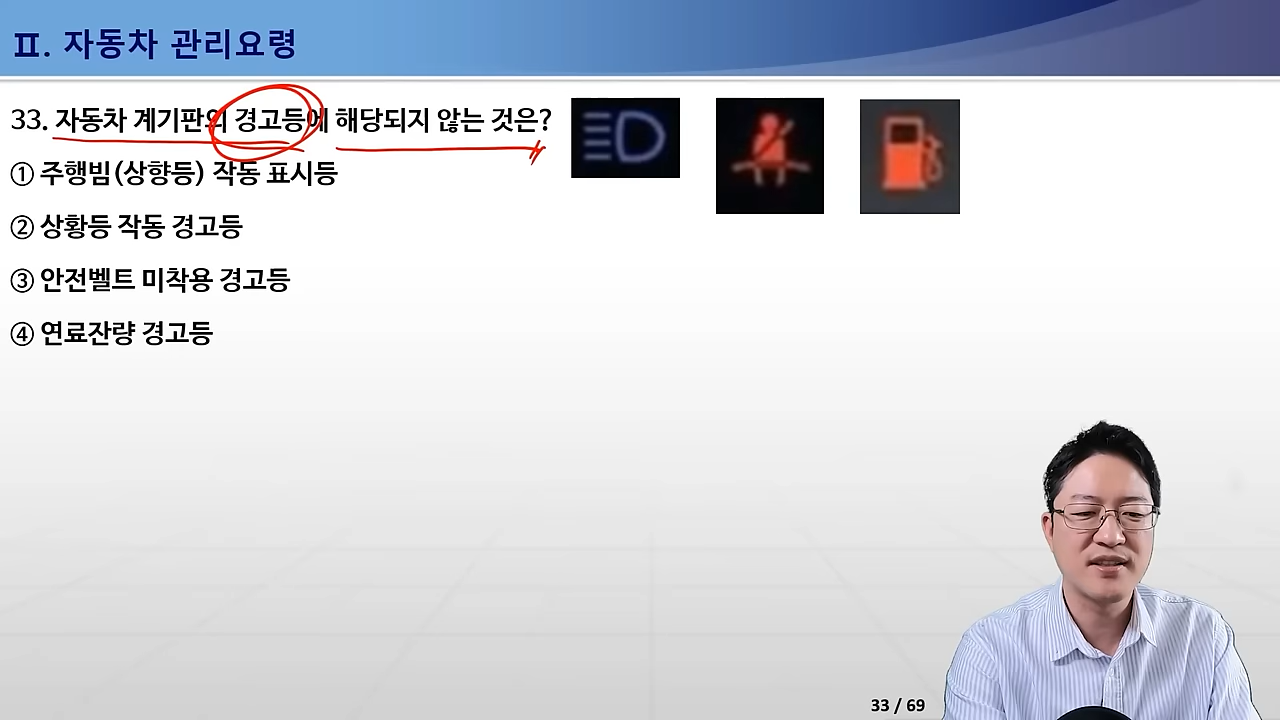 Ⅱ. 자동차 관리요령
33. 자동차 계기판의 경고등에 해당되지 않는 것은?
① 주행빔(상향등) 작동 표시등
② 상황등 작동 경고등
③ 안전벨트 미착용 경고등
④ 연료잔량 경고등
33 / 69